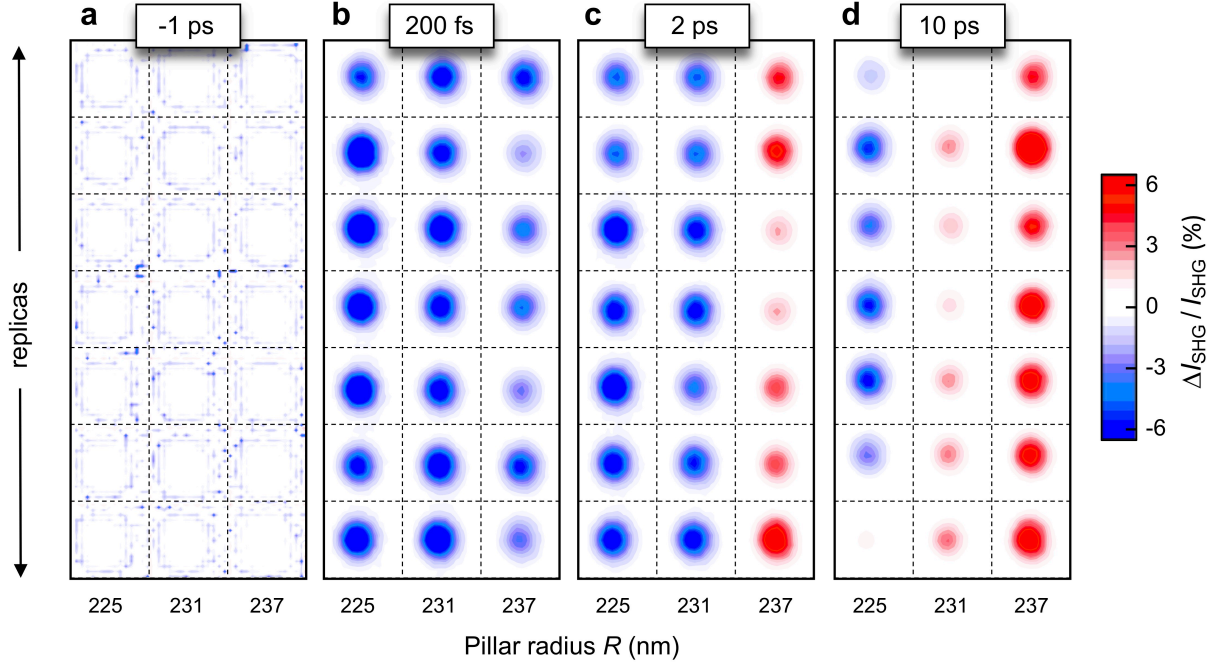 a -1 ps b 200 fs c 2 ps d 10 ps
replicas
6
3
0
-3
-6
ΔI_SHG / I_SHG (%)
225 231 237 225 231 237 225 231 237 225 231 237
Pillar radius R (nm)